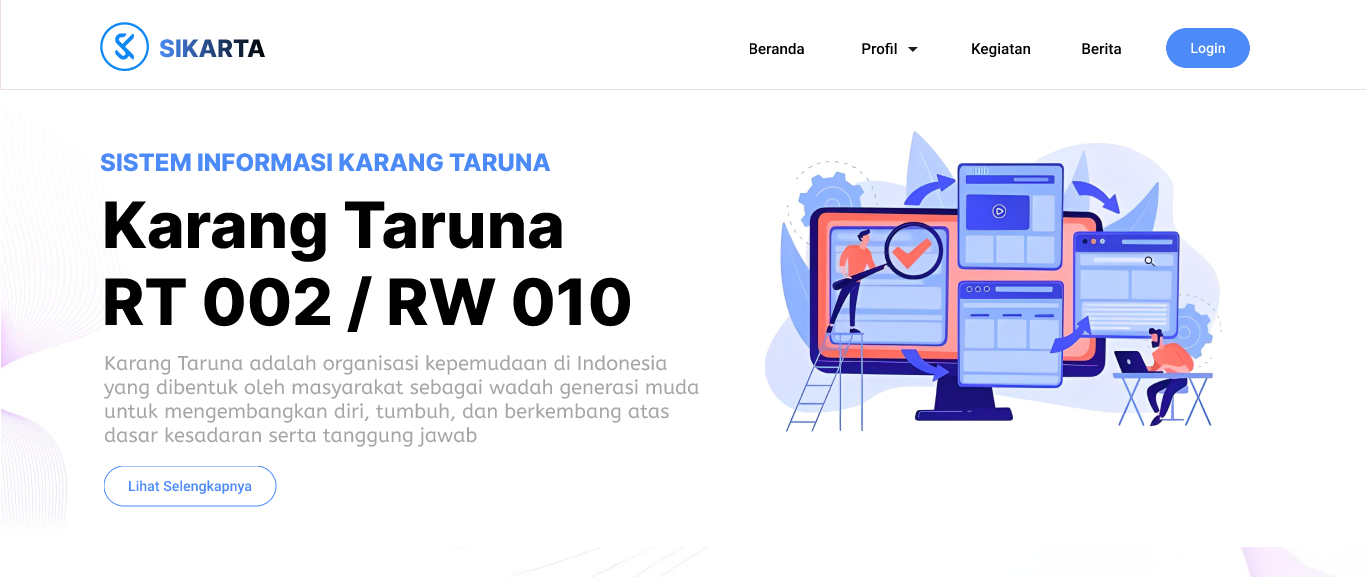 SIKARTA
Beranda
Profil
Kegiatan
Berita
Login
SISTEM INFORMASI KARANG TARUNA
Karang Taruna
RT 002 / RW 010
Karang Taruna adalah organisasi kepemudaan di Indonesia
yang dibentuk oleh masyarakat sebagai wadah generasi muda
untuk mengembangkan diri, tumbuh, dan berkembang atas
dasar kesadaran serta tanggung jawab
Lihat Selengkapnya